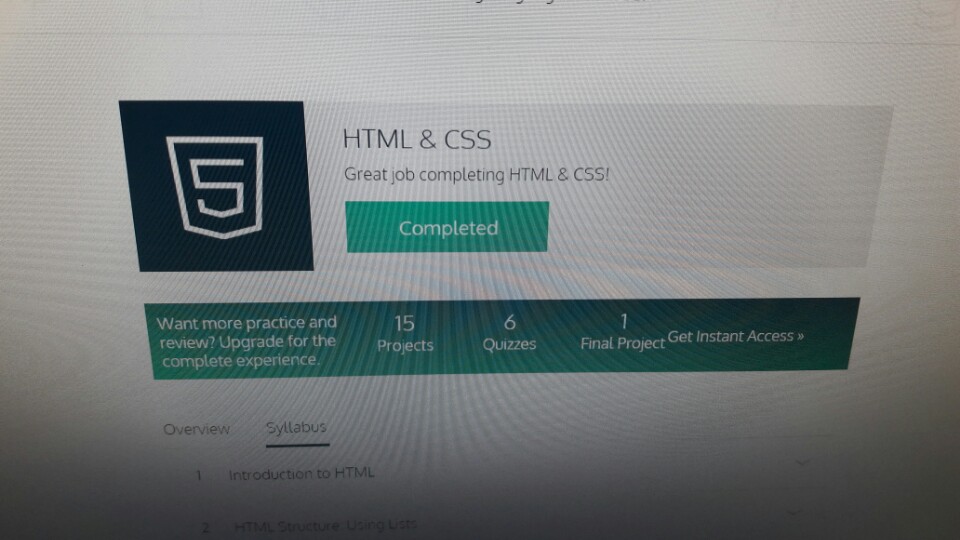 HTML & CSS
Great job completing HTML & CSS!
Completed
Want more practice and
review? Upgrade for the
complete experience.
15
Projects
6
Quizzes
1
Final Project
Get Instant Access »
Overview
Syllabus
1 Introduction to HTML
2 HTML Structure: Using Lists